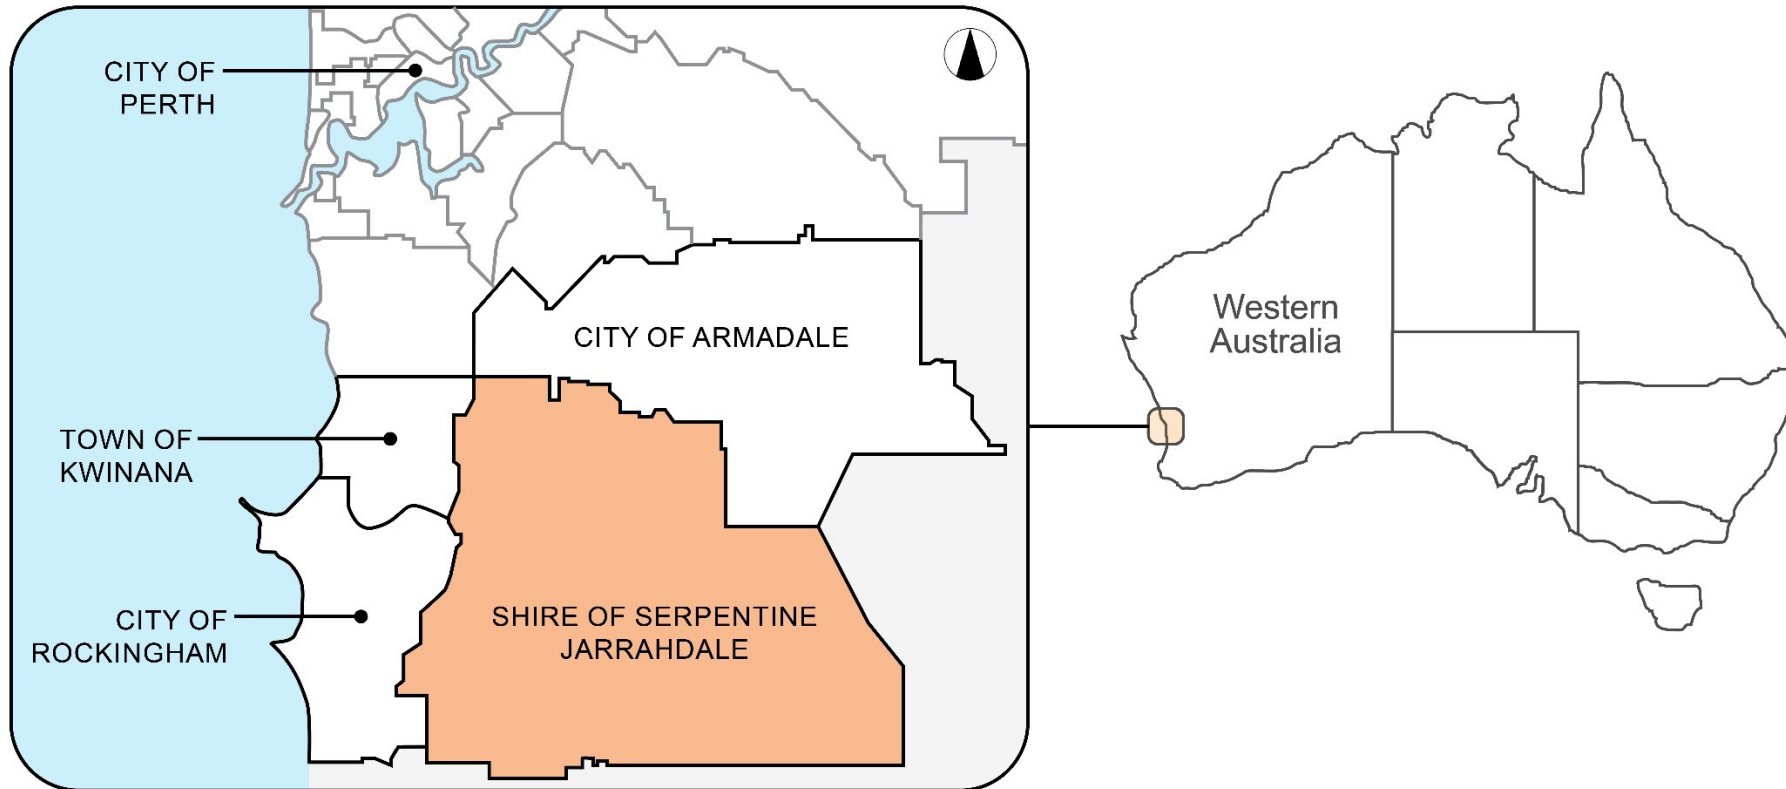 CITY OF
PERTH
CITY OF ARMADALE
TOWN OF
KWINANA
CITY OF
ROCKINGHAM
SHIRE OF SERPENTINE
JARRAHDALE
Western
Australia